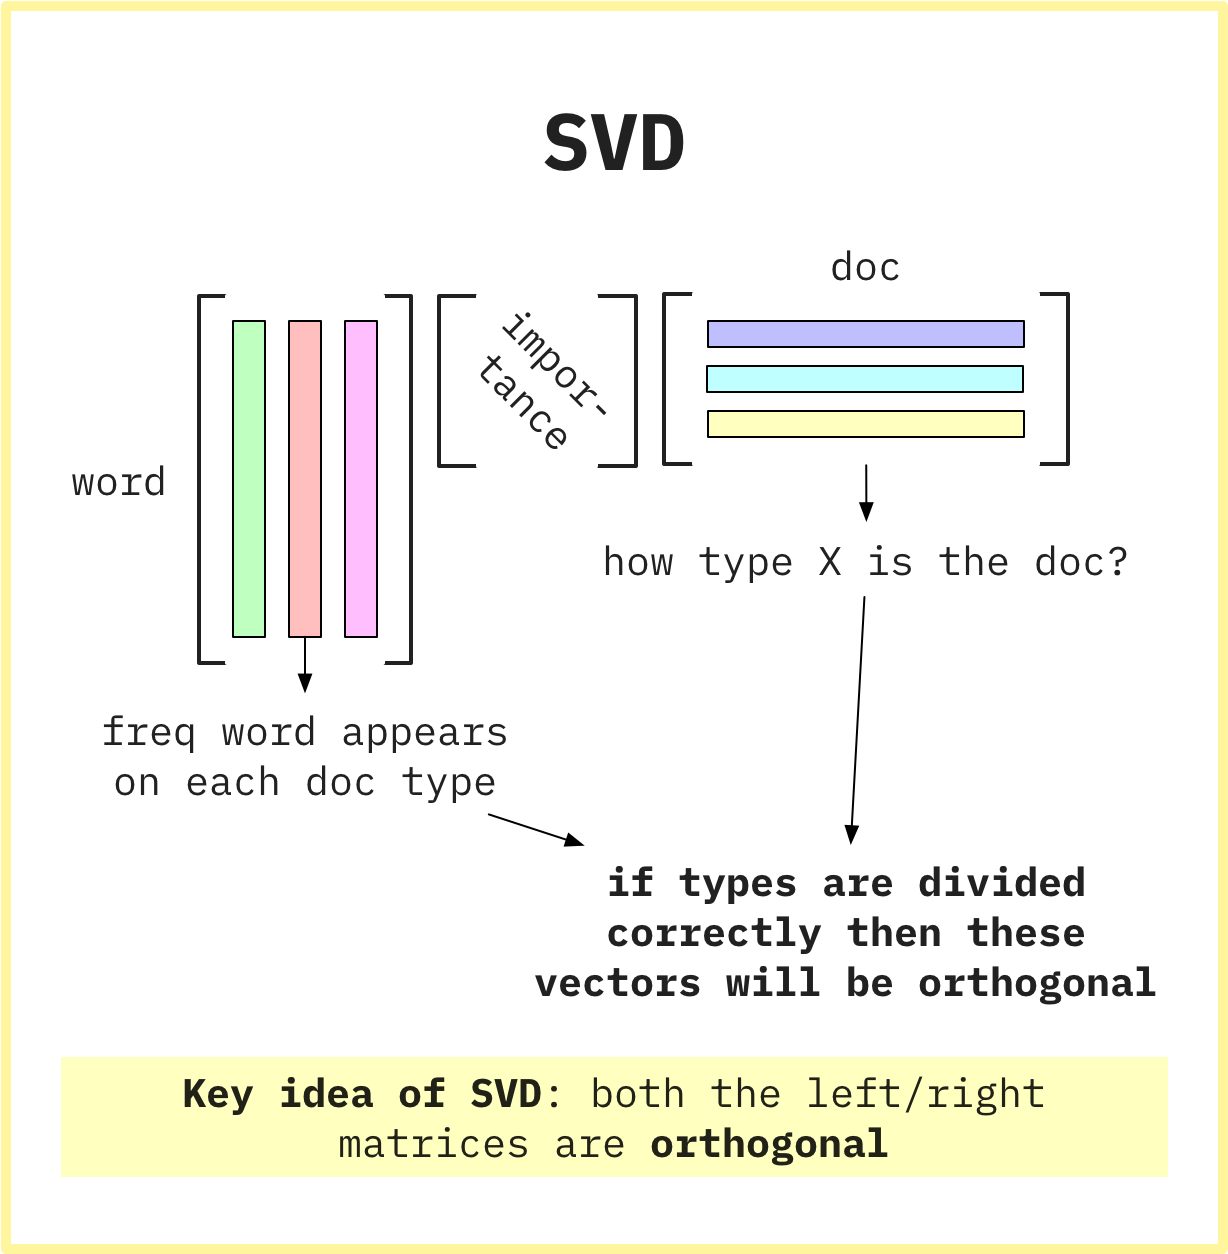 SVD
doc
impor-
tance
word
how type X is the doc?
freq word appears
on each doc type
if types are divided
correctly then these
vectors will be orthogonal
Key idea of SVD: both the left/right
matrices are orthogonal